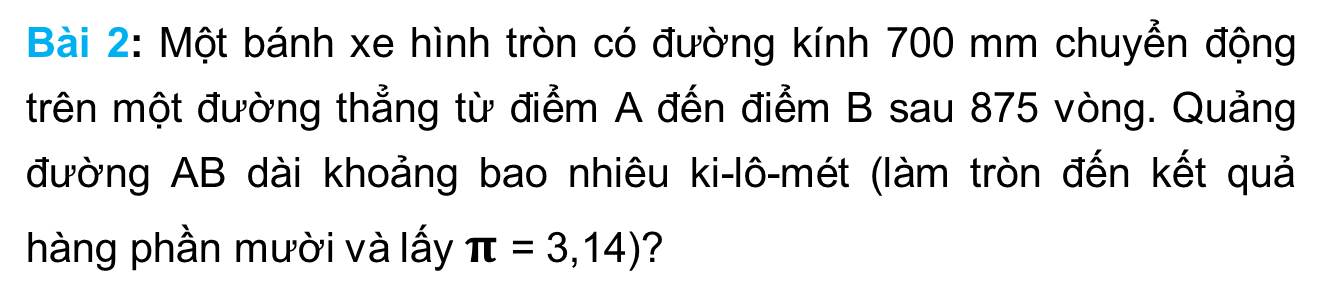 Bài 2: Một bánh xe hình tròn có đường kính 700 mm chuyển động
trên một đường thẳng từ điểm A đến điểm B sau 875 vòng. Quảng
đường AB dài khoảng bao nhiêu ki-lô-mét (làm tròn đến kết quả
hàng phần mười và lấy π = 3,14)?